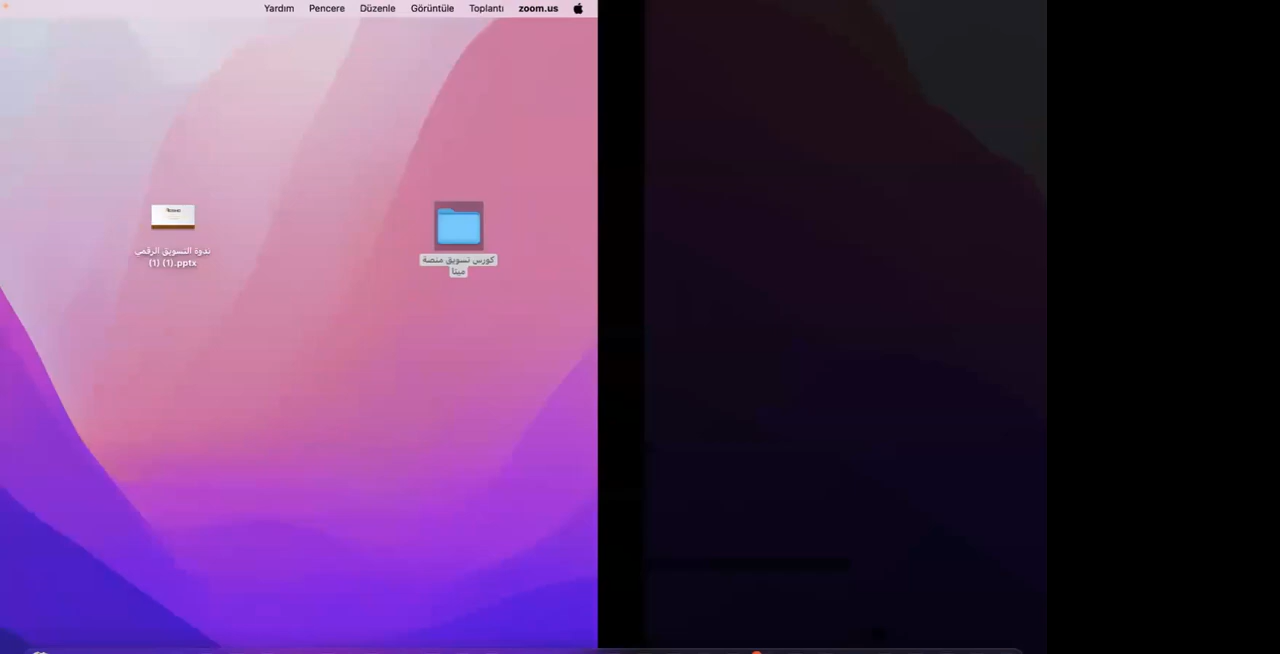 zoom.us Toplantı Görüntüle Düzenle Pencere Yardım
كورس تسويق منصة
ميتا
ندوة التسويق الرقمي
(1) (1).pptx